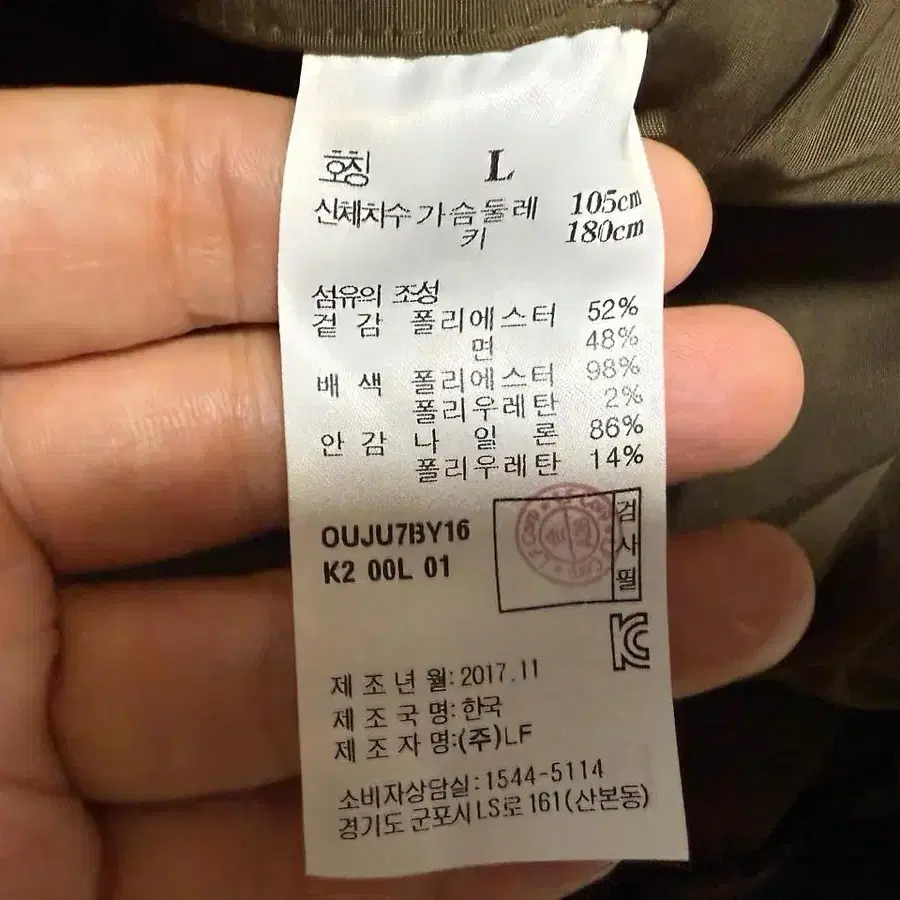 호칭 L
신체치수 가슴둘레 105cm
키 180cm
섬유의 조성
겉감 폴리에스터 52%
면 48%
배색 폴리에스터 98%
폴리우레탄 2%
안감 나일론 86%
폴리우레탄 14%
OUJU7BY16
K2 00L 01
검사필
KC
제조년월:2017.11
제조국명:한국
제조자명:(주)LF
소비자상담실:1544-5114
경기도 군포시 LS로 161(산본동)